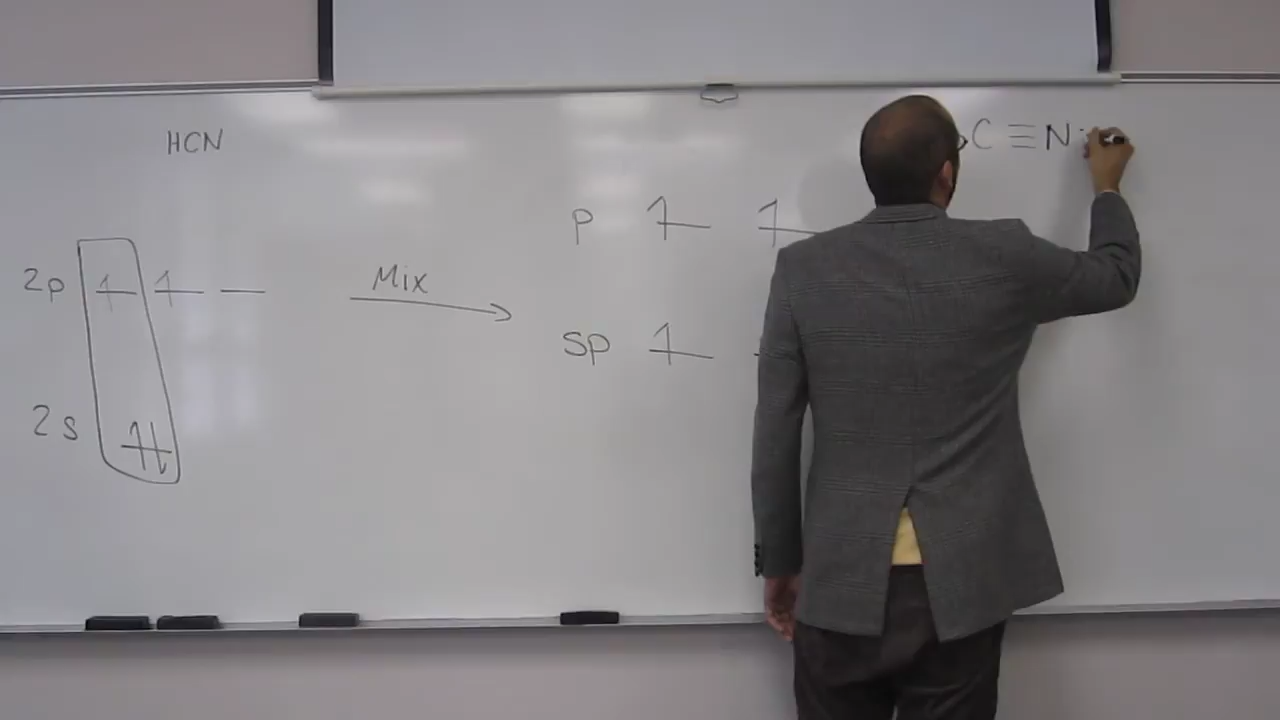 HCN
C ≡ N
p ↿ ↿
2p ↿ ↿
Mix
sp ↿
2s ↿⇂